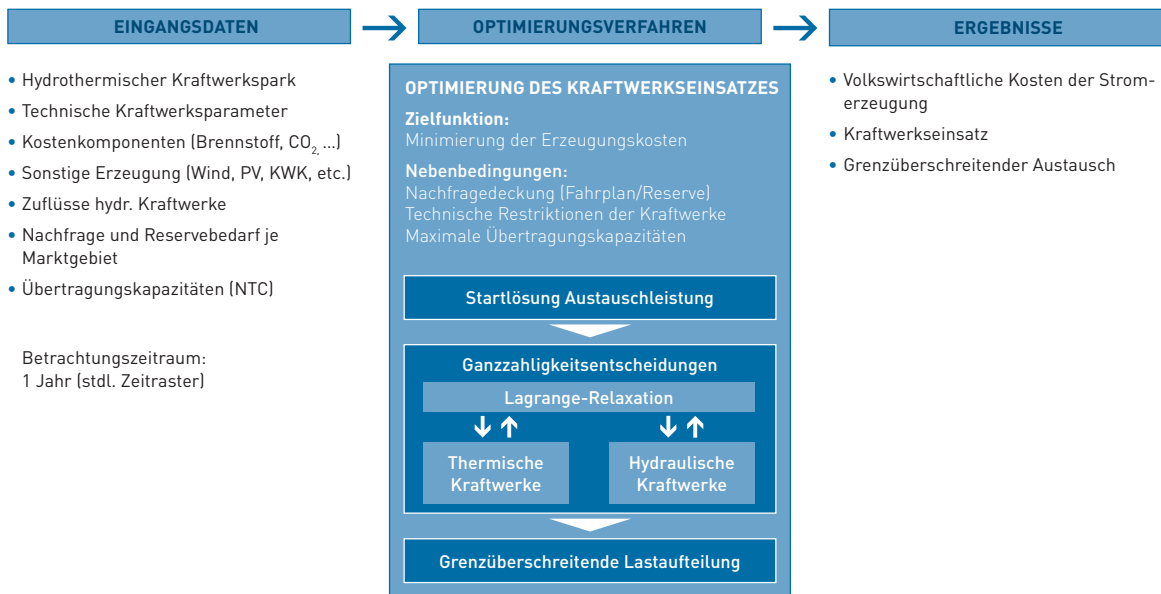 EINGANGSDATEN
• Hydrothermischer Kraftwerkspark
• Technische Kraftwerksparameter
• Kostenkomponenten (Brennstoff, CO₂, ...)
• Sonstige Erzeugung (Wind, PV, KWK, etc.)
• Zuflüsse hydr. Kraftwerke
• Nachfrage und Reservebedarf je
Marktgebiet
• Übertragungskapazitäten (NTC)
Betrachtungszeitraum:
1 Jahr (stdl. Zeitraster)
OPTIMIERUNGSVERFAHREN
OPTIMIERUNG DES KRAFTWERKSEINSATZES
Zielfunktion:
Minimierung der Erzeugungskosten
Nebenbedingungen:
Nachfragedeckung (Fahrplan/Reserve)
Technische Restriktionen der Kraftwerke
Maximale Übertragungskapazitäten
Startlösung Austauschleistung
Ganzzahligkeitsentscheidungen
Lagrange-Relaxation
Thermische
Kraftwerke
Hydraulische
Kraftwerke
Grenzüberschreitende Lastaufteilung
ERGEBNISSE
• Volkswirtschaftliche Kosten der Strom-
erzeugung
• Kraftwerkseinsatz
• Grenzüberschreitender Austausch